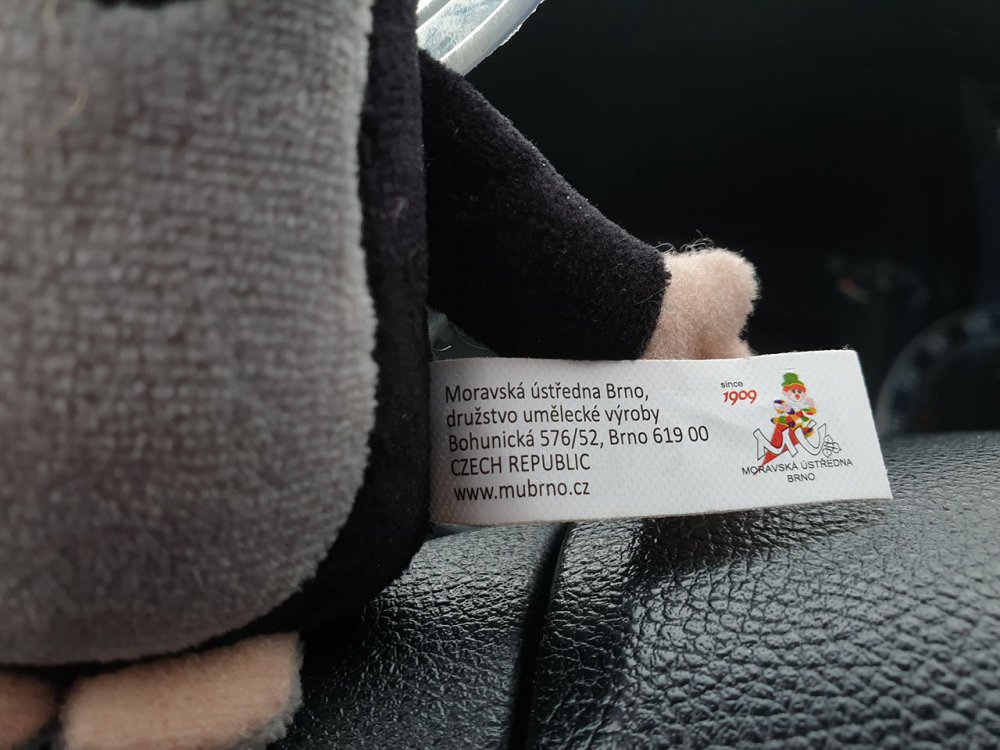 Moravská ústředna Brno,
družstvo umělecké výroby
Bohunická 576/52, Brno 619 00
CZECH REPUBLIC
www.mubrno.cz
since
1909
MU
MORAVSKÁ ÚSTŘEDNA
BRNO